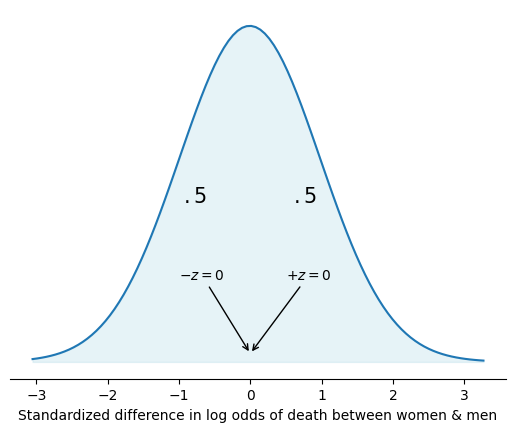 .5 .5
−z=0 +z=0
−3 −2 −1 0 1 2 3
Standardized difference in log odds of death between women & men